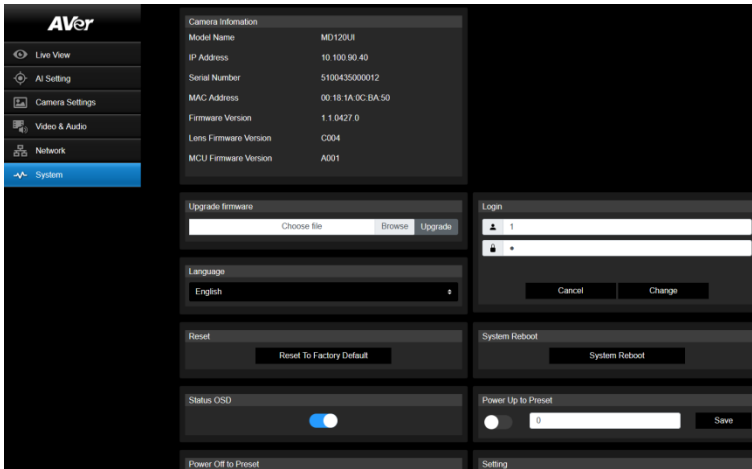 AVer
Live View
AI Setting
Camera Settings
Video & Audio
Network
System
Camera Infomation
Model Name MD120UI
IP Address 10.100.90.40
Serial Number 5100435000012
MAC Address 00:18:1A:0C:BA:50
Firmware Version 1.1.0427.0
Lens Firmware Version C004
MCU Firmware Version A001
Upgrade firmware
Choose file Browse Upgrade
Login
1
Cancel Change
Language
English
Reset
Reset To Factory Default
System Reboot
System Reboot
Status OSD
Power Up to Preset
0 Save
Power Off to Preset
Setting